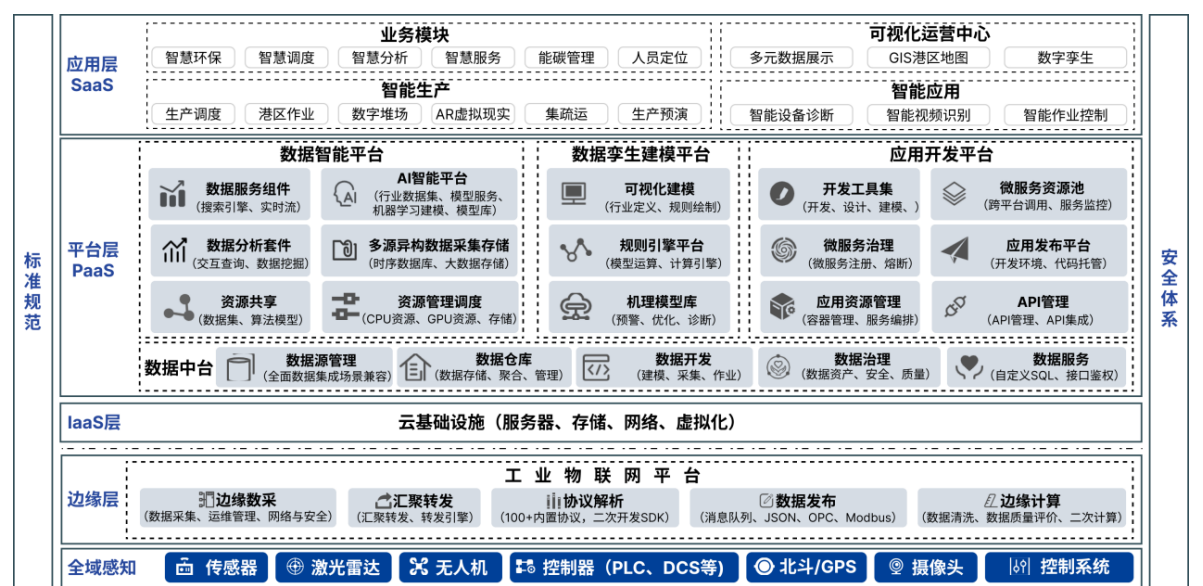 标准规范
应用层
SaaS
业务模块
智慧环保 智慧调度 智慧分析 智慧服务 能碳管理 人员定位
可视化运营中心
多元数据展示 GIS港区地图 数字孪生
智能生产
生产调度 港区作业 数字堆场 AR虚拟现实 集疏运 生产预演
智能应用
智能设备诊断 智能视频识别 智能作业控制
平台层
PaaS
数据智能平台
数据服务组件
(搜索引擎、实时流)
AI智能平台
(行业数据集、模型服务、
机器学习建模、模型库)
数据分析套件
(交互查询、数据挖掘)
多源异构数据采集存储
(时序数据库、大数据存储)
资源共享
(数据集、算法模型)
资源管理调度
(CPU资源、GPU资源、存储)
数据孪生建模平台
可视化建模
(行业定义、规则绘制)
规则引擎平台
(模型运算、计算引擎)
机理模型库
(预警、优化、诊断)
应用开发平台
开发工具集
(开发、设计、建模、)
微服务资源池
(跨平台调用、服务监控)
微服务治理
(微服务注册、熔断)
应用发布平台
(开发环境、代码托管)
应用资源管理
(容器管理、服务编排)
API管理
(API管理、API集成)
数据中台
数据源管理
(全面数据集成场景兼容)
数据仓库
(数据存储、聚合、管理)
数据开发
(建模、采集、作业)
数据治理
(数据资产、安全、质量)
数据服务
(自定义SQL、接口鉴权)
IaaS层
云基础设施（服务器、存储、网络、虚拟化）
边缘层
工业物联网平台
边缘数采
(数据采集、运维管理、网络与安全)
汇聚转发
(汇聚转发、转发引擎)
协议解析
(100+内置协议，二次开发SDK)
数据发布
(消息队列、JSON、OPC、Modbus)
边缘计算
(数据清洗、数据质量评价、二次计算)
全域感知
传感器 激光雷达 无人机 控制器（PLC、DCS等） 北斗/GPS 摄像头 控制系统
安全体系